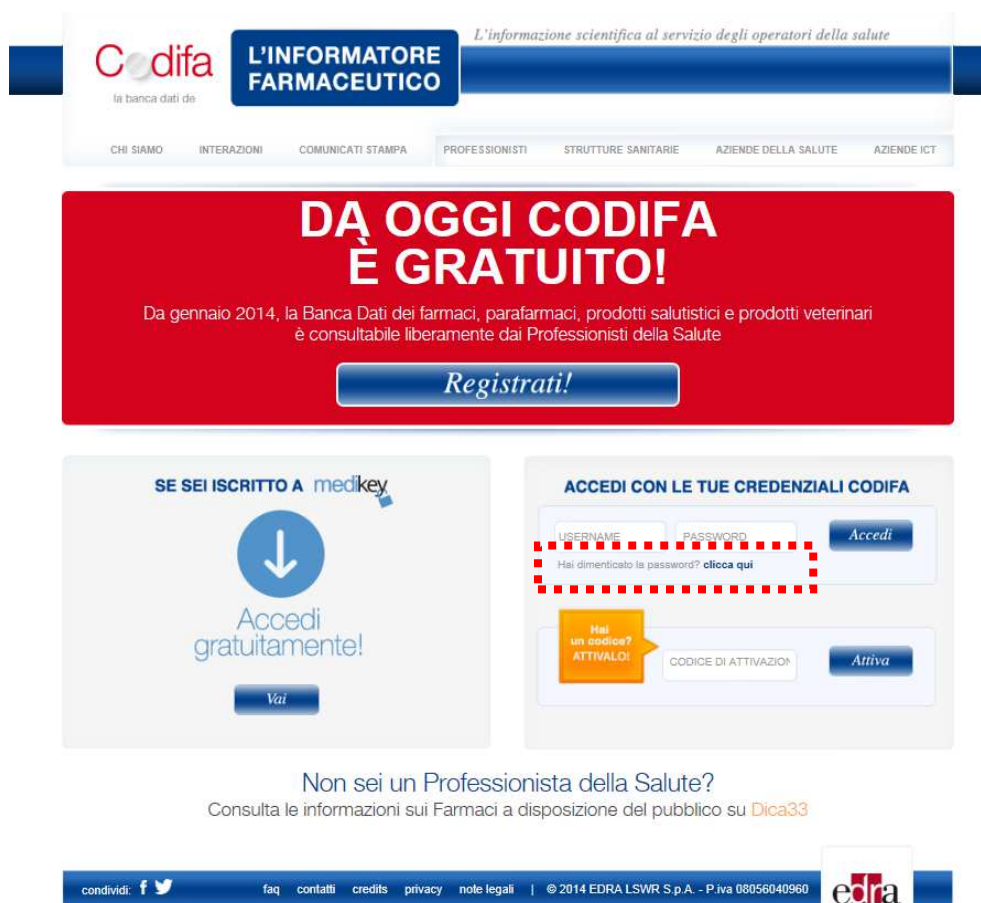 L'informazione scientifica al servizio degli operatori della salute
Codifa
la banca dati de
L'INFORMATORE
FARMACEUTICO
CHI SIAMO INTERAZIONI COMUNICATI STAMPA PROFESSIONISTI STRUTTURE SANITARIE AZIENDE DELLA SALUTE AZIENDE ICT
DA OGGI CODIFA
È GRATUITO!
Da gennaio 2014, la Banca Dati dei farmaci, parafarmaci, prodotti salutistici e prodotti veterinari
è consultabile liberamente dai Professionisti della Salute
Registrati!
SE SEI ISCRITTO A medikey
Accedi
gratuitamente!
Vai
ACCEDI CON LE TUE CREDENZIALI CODIFA
USERNAME PASSWORD Accedi
Hai dimenticato la password? clicca qui
Hai
un codice?
ATTIVALO!
CODICE DI ATTIVAZION Attiva
Non sei un Professionista della Salute?
Consulta le informazioni sui Farmaci a disposizione del pubblico su Dica33
condividi: faq contatti credits privacy note legali | © 2014 EDRA LSWR S.p.A. - P.iva 08056040960
edra